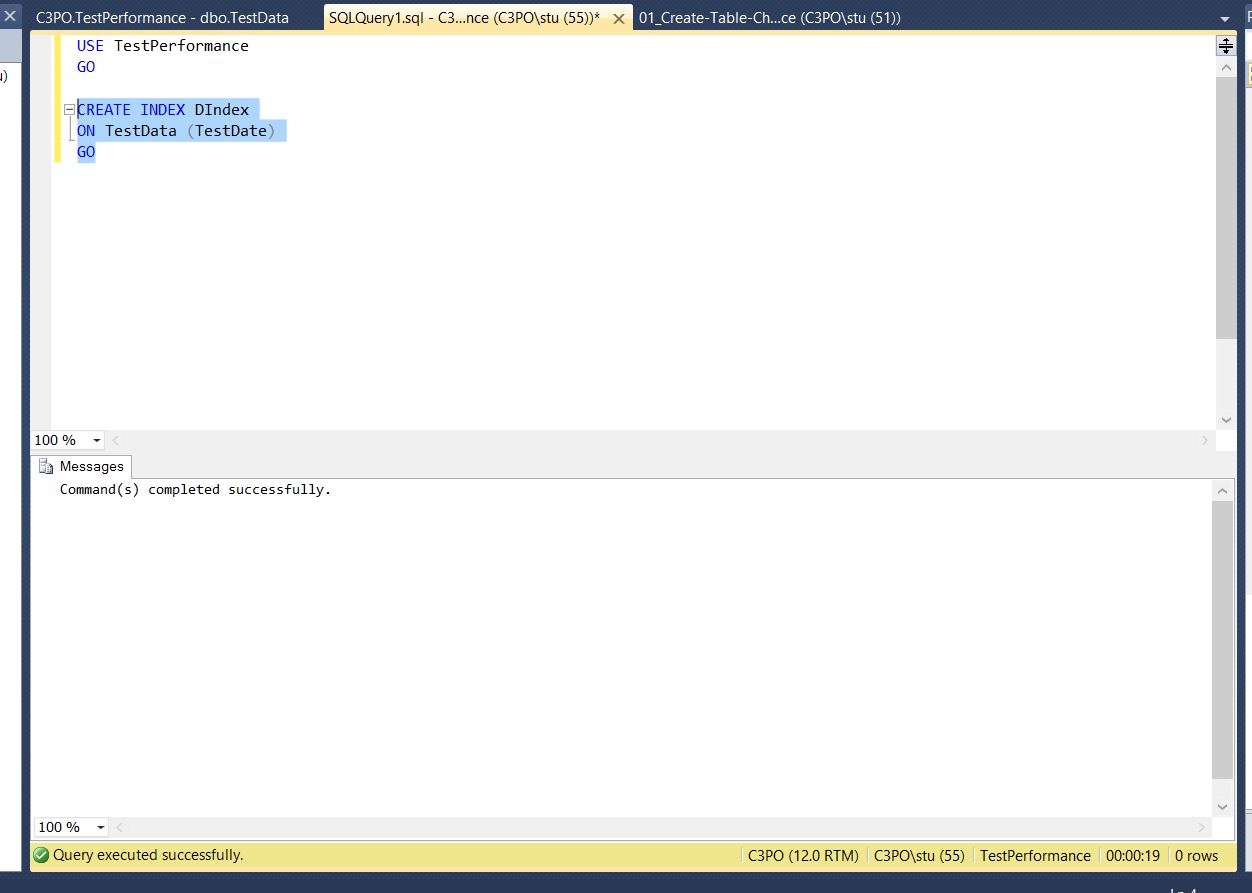 C3PO.TestPerformance - dbo.TestData
SQLQuery1.sql - C3...nce (C3PO\stu (55))*
01_Create-Table-Ch...ce (C3PO\stu (51))
USE TestPerformance
GO
CREATE INDEX DIndex
ON TestData (TestDate)
GO
100 %
Messages
Command(s) completed successfully.
100 %
Query executed successfully.
C3PO (12.0 RTM)
C3PO\stu (55)
TestPerformance
00:00:19
0 rows